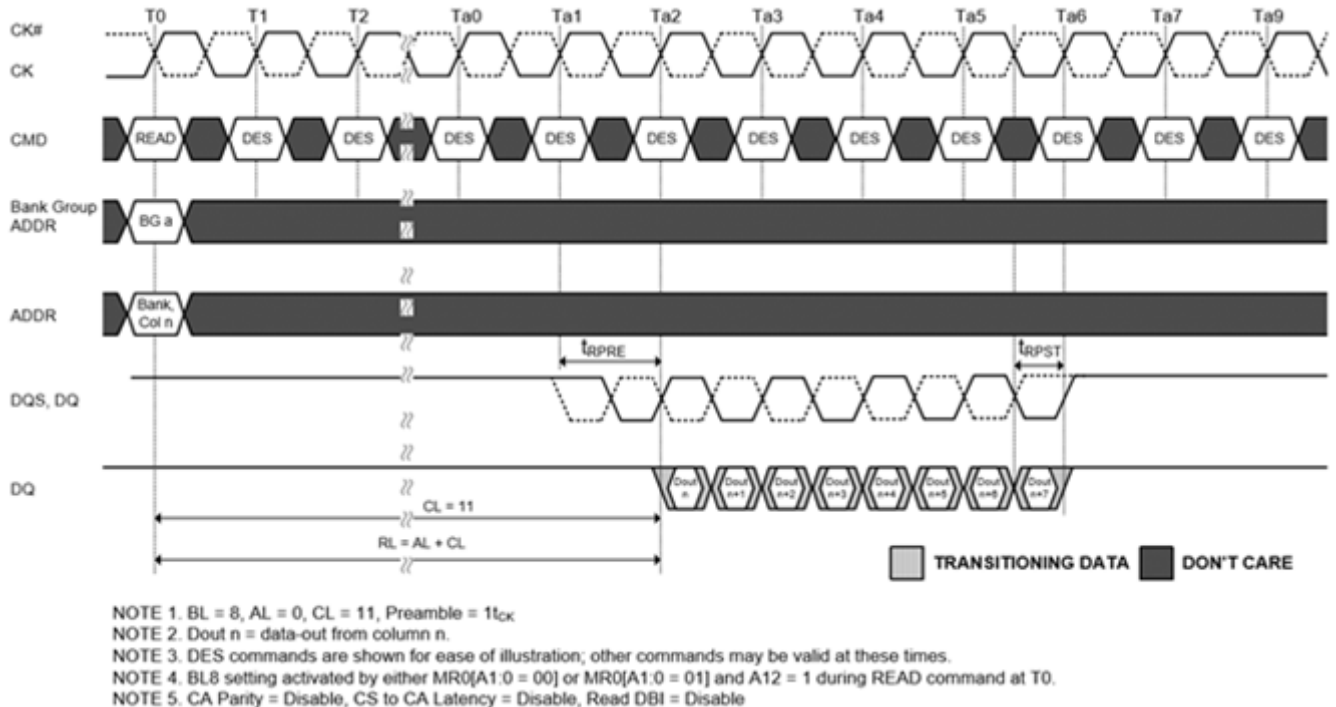 T0 T1 T2 Ta0 Ta1 Ta2 Ta3 Ta4 Ta5 Ta6 Ta7 Ta9
CK#
CK
CMD READ DES DES DES DES DES DES DES DES DES DES DES
Bank Group
ADDR
BG a
ADDR
Bank,
Col n
tRPRE tRPST
DQS, DQ
DQ
Dout n Dout n+1 Dout n+2 Dout n+3 Dout n+4 Dout n+5 Dout n+6 Dout n+7
CL = 11
RL = AL + CL
TRANSITIONING DATA DON'T CARE
NOTE 1. BL = 8, AL = 0, CL = 11, Preamble = 1tCK
NOTE 2. Dout n = data-out from column n.
NOTE 3. DES commands are shown for ease of illustration; other commands may be valid at these times.
NOTE 4. BL8 setting activated by either MR0[A1:0 = 00] or MR0[A1:0 = 01] and A12 = 1 during READ command at T0.
NOTE 5. CA Parity = Disable, CS to CA Latency = Disable, Read DBI = Disable